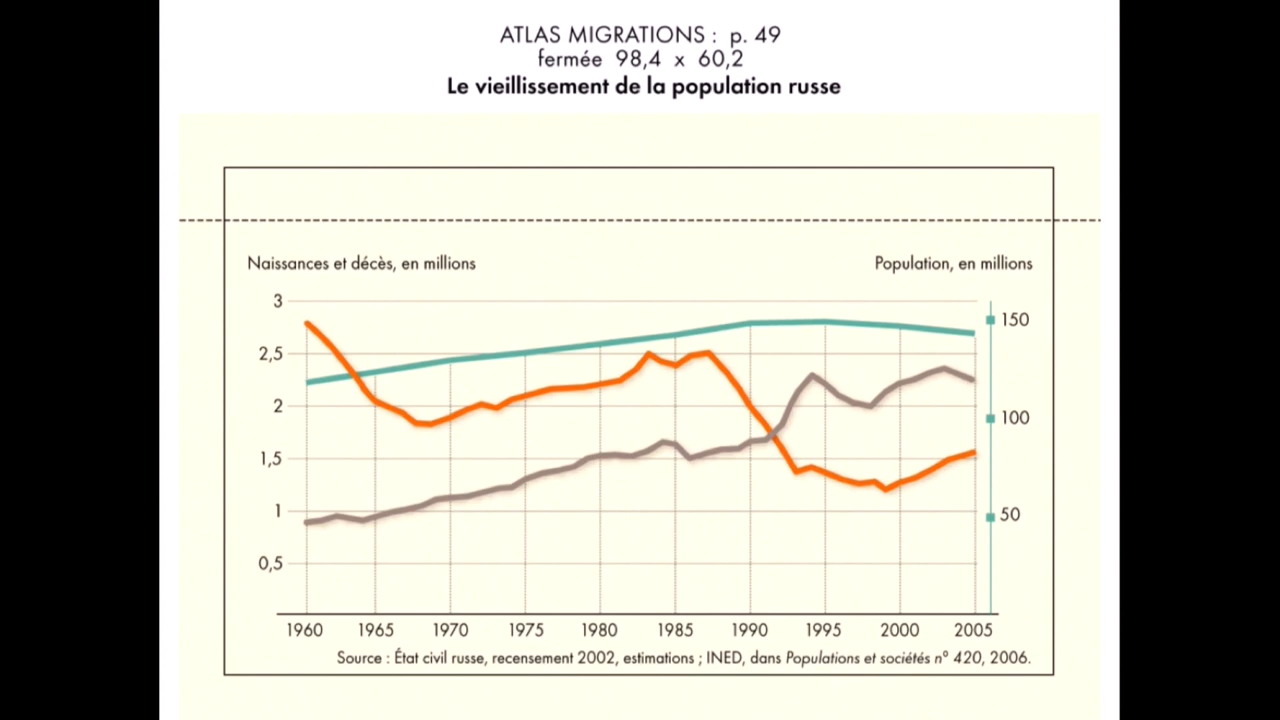 ATLAS MIGRATIONS : p. 49
fermée 98,4 x 60,2
Le vieillissement de la population russe
Naissances et décès, en millions
Population, en millions
3
2,5
2
1,5
1
0,5
150
100
50
1960 1965 1970 1975 1980 1985 1990 1995 2000 2005
Source : État civil russe, recensement 2002, estimations ; INED, dans Populations et sociétés n° 420, 2006.